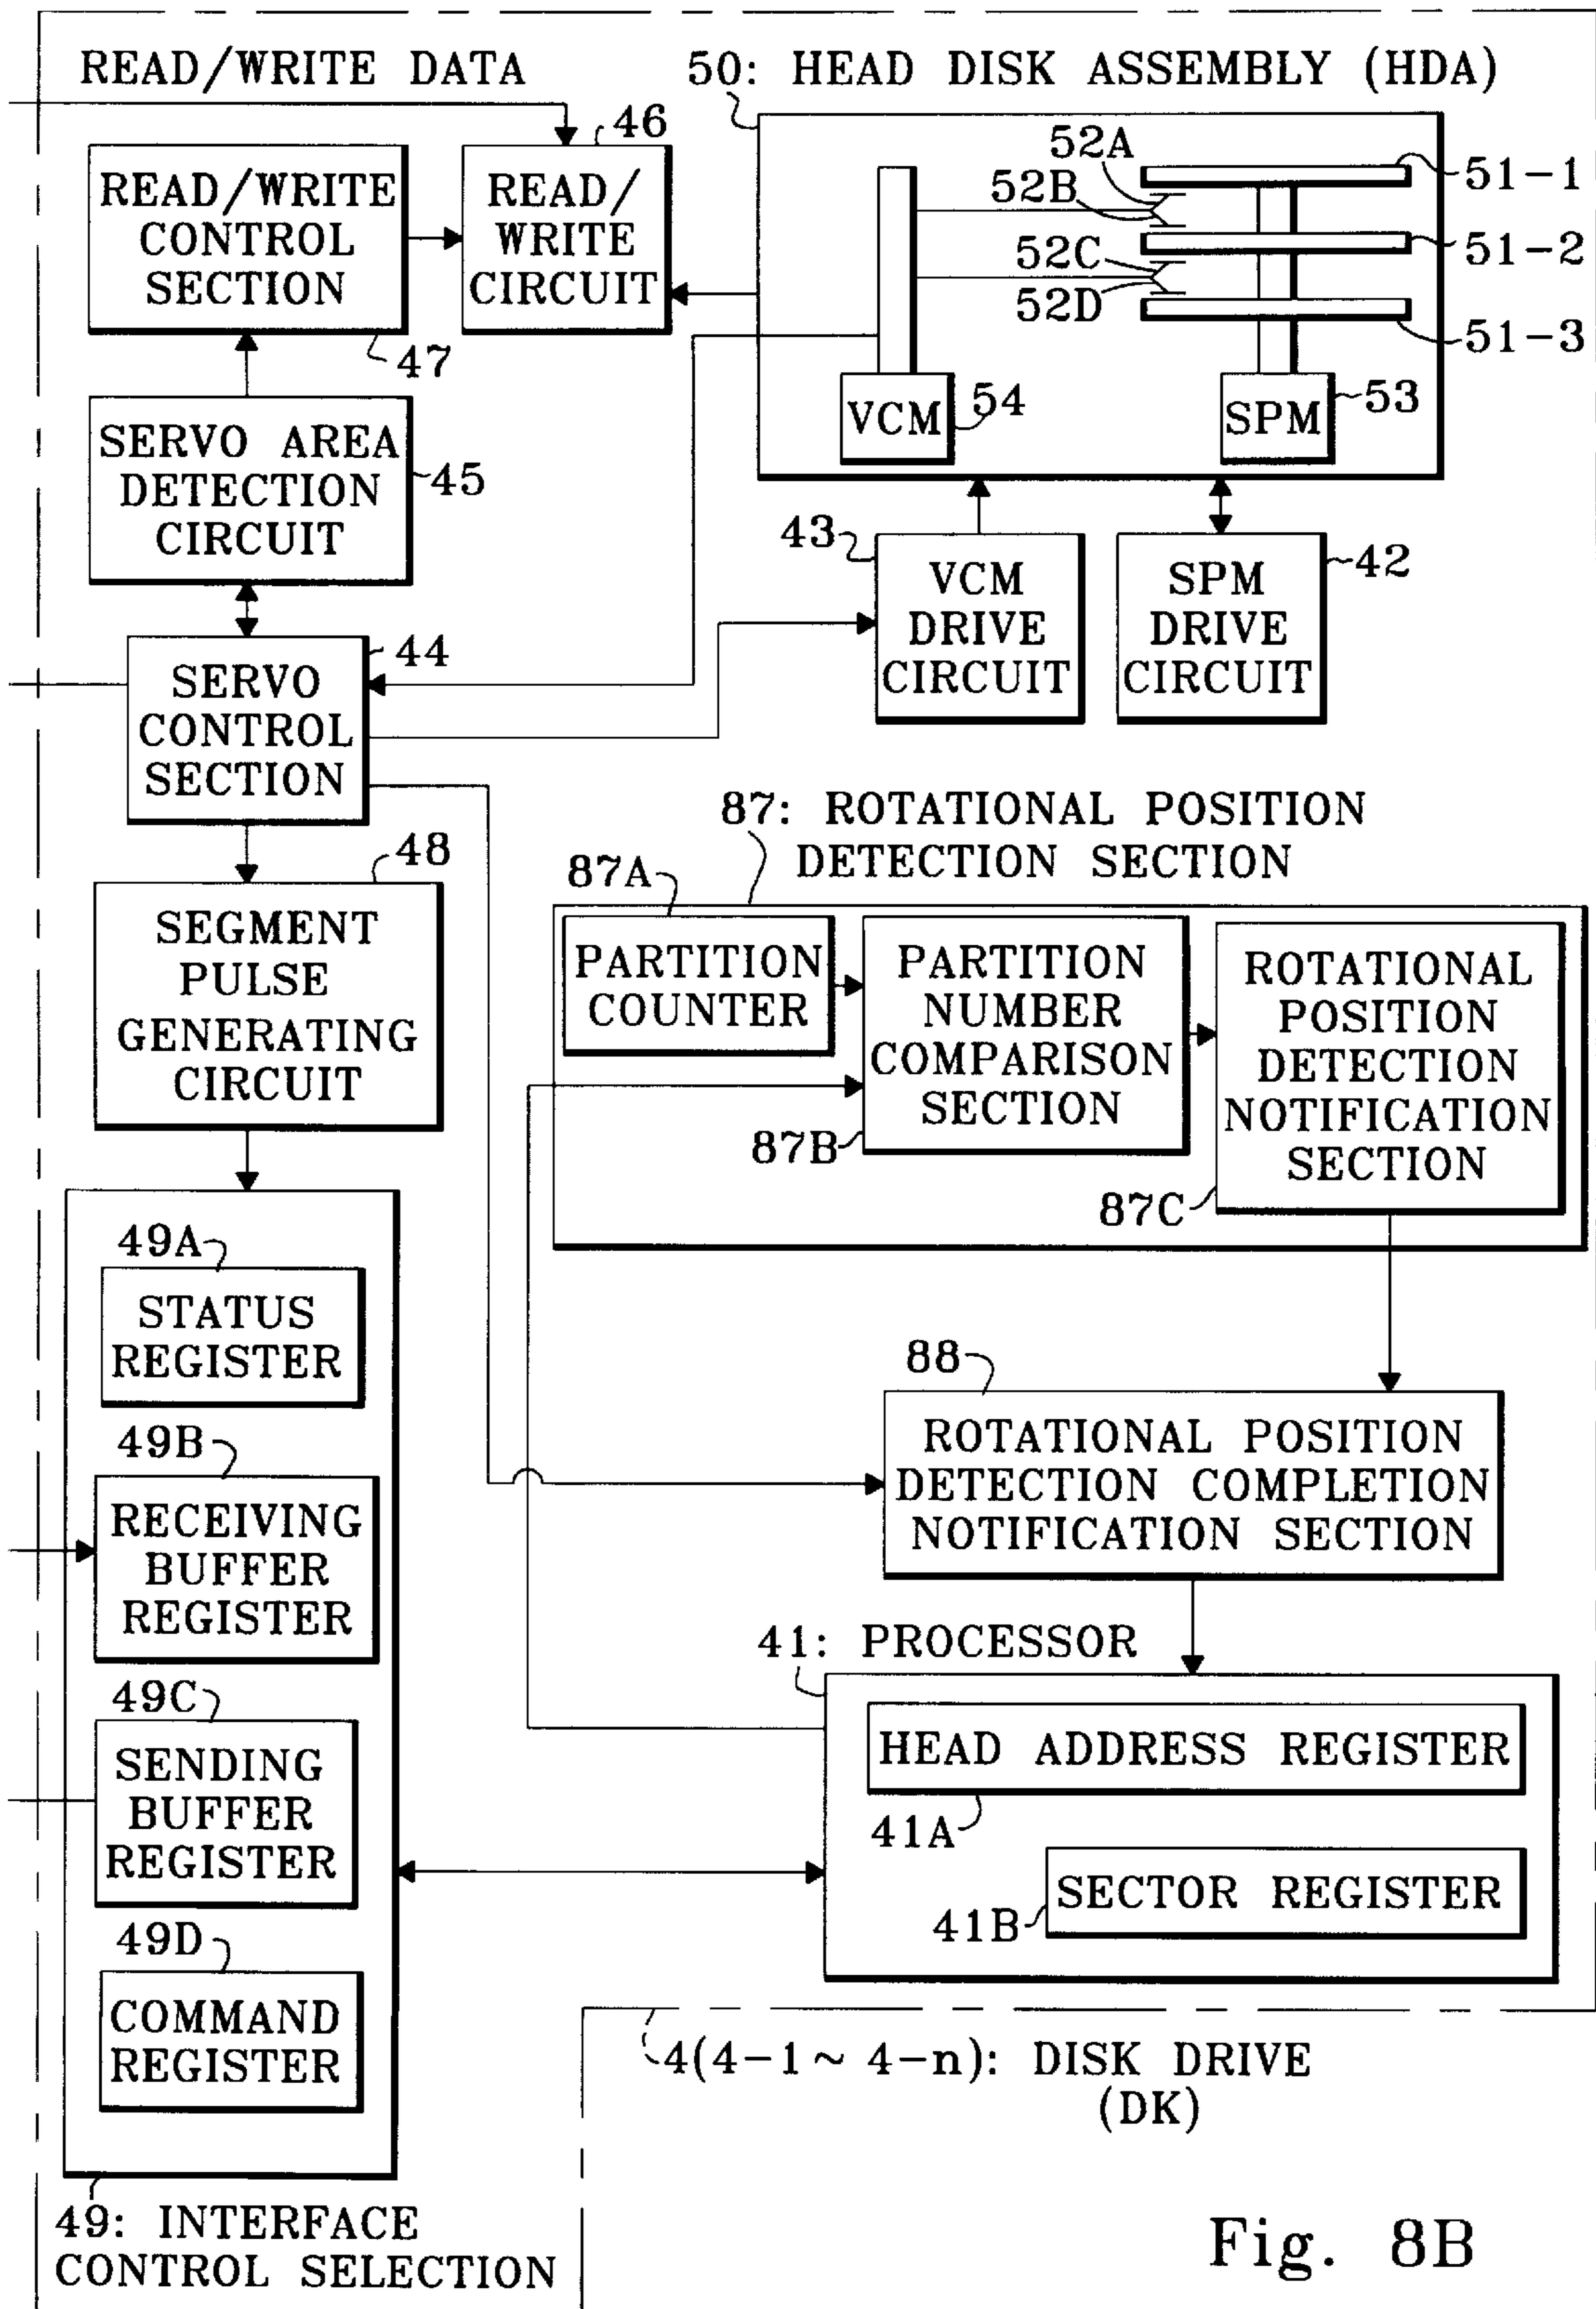 READ/WRITE DATA
50: HEAD DISK ASSEMBLY (HDA)
46
READ/WRITE
CONTROL
SECTION
47
READ/
WRITE
CIRCUIT
52A
52B
52C
52D
51-1
51-2
51-3
VCM
54
SPM
53
SERVO AREA
DETECTION
CIRCUIT
45
43
VCM
DRIVE
CIRCUIT
SPM
DRIVE
CIRCUIT
42
44
SERVO
CONTROL
SECTION
48
SEGMENT
PULSE
GENERATING
CIRCUIT
87: ROTATIONAL POSITION
DETECTION SECTION
87A
PARTITION
COUNTER
PARTITION
NUMBER
COMPARISON
SECTION
87B
ROTATIONAL
POSITION
DETECTION
NOTIFICATION
SECTION
87C
49A
STATUS
REGISTER
49B
RECEIVING
BUFFER
REGISTER
49C
SENDING
BUFFER
REGISTER
49D
COMMAND
REGISTER
49: INTERFACE
CONTROL SELECTION
88
ROTATIONAL POSITION
DETECTION COMPLETION
NOTIFICATION SECTION
41: PROCESSOR
HEAD ADDRESS REGISTER
41A
SECTOR REGISTER
41B
4(4-1~ 4-n): DISK DRIVE
(DK)
Fig. 8B